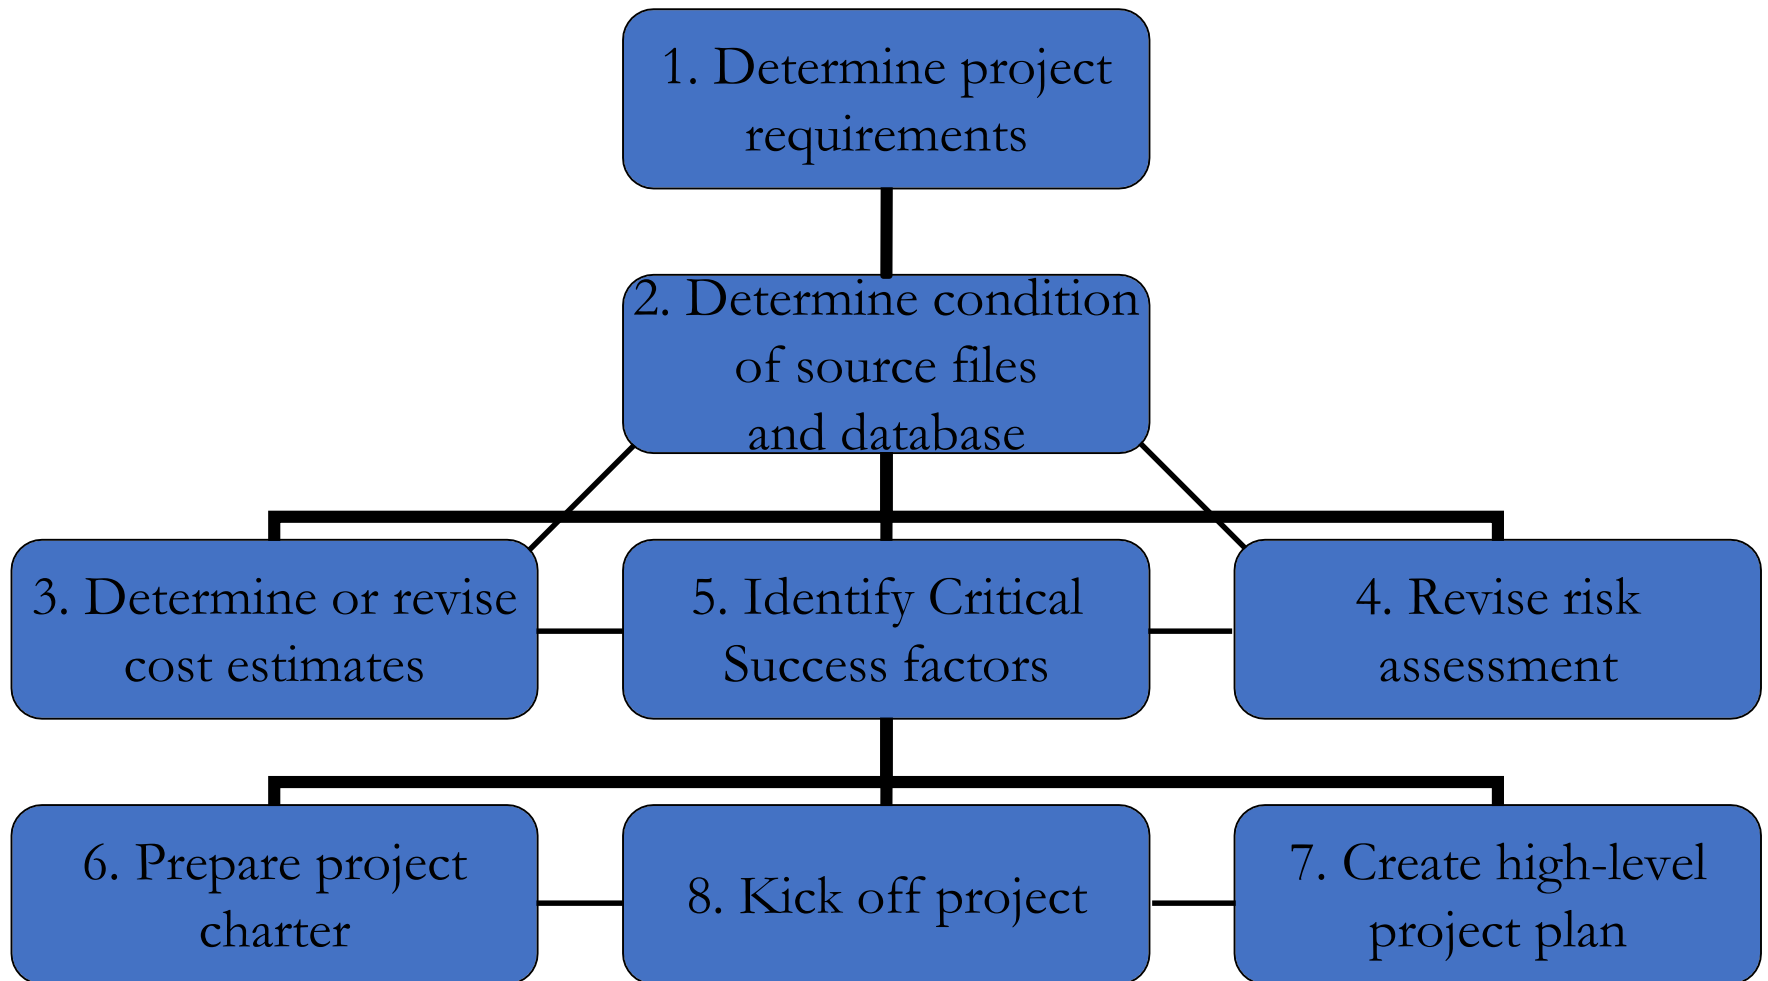 1. Determine project
requirements
2. Determine condition
of source files
and database
3. Determine or revise
cost estimates
5. Identify Critical
Success factors
4. Revise risk
assessment
6. Prepare project
charter
8. Kick off project
7. Create high-level
project plan